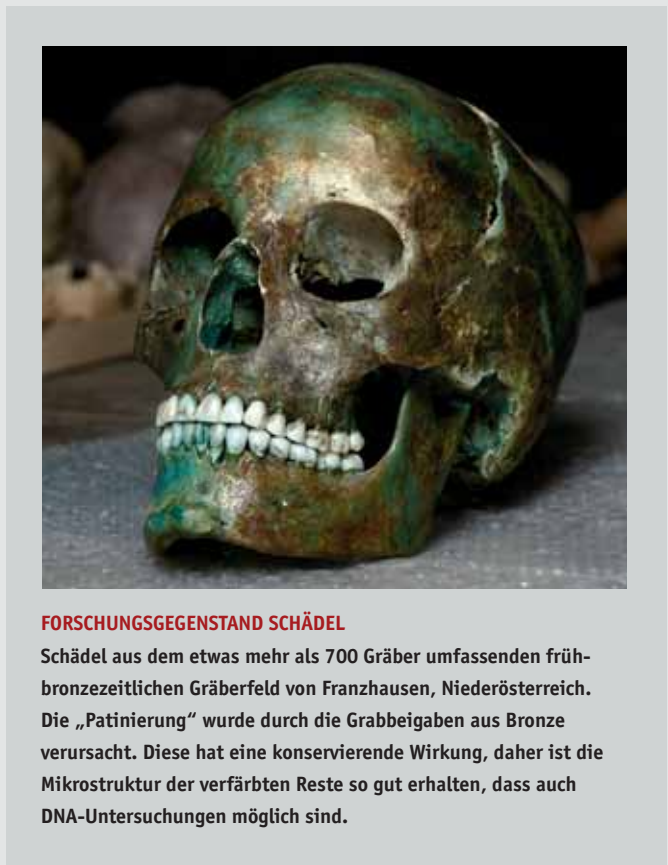 FORSCHUNGSGEGENSTAND SCHÄDEL
Schädel aus dem etwas mehr als 700 Gräber umfassenden früh-
bronzezeitlichen Gräberfeld von Franzhausen, Niederösterreich.
Die „Patinierung“ wurde durch die Grabbeigaben aus Bronze
verursacht. Diese hat eine konservierende Wirkung, daher ist die
Mikrostruktur der verfärbten Reste so gut erhalten, dass auch
DNA-Untersuchungen möglich sind.